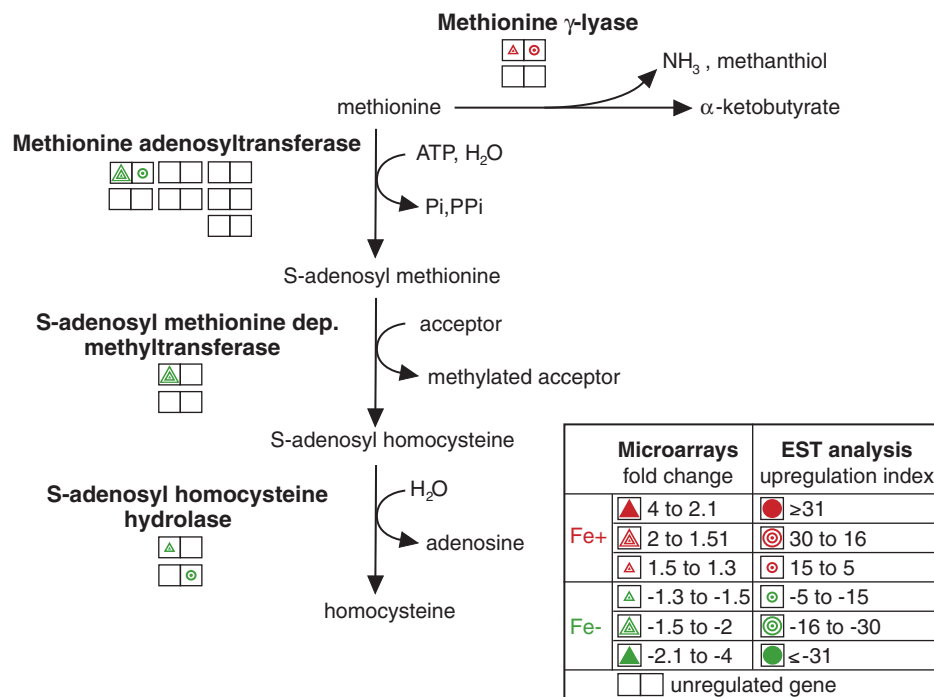 Methionine γ-lyase
NH3 , methanthiol
methionine
α-ketobutyrate
Methionine adenosyltransferase
ATP, H2O
Pi,PPi
S-adenosyl methionine
S-adenosyl methionine dep.
methyltransferase
acceptor
methylated acceptor
S-adenosyl homocysteine
S-adenosyl homocysteine
hydrolase
H2O
adenosine
homocysteine
Microarrays EST analysis
fold change upregulation index
Fe+
4 to 2.1 ≥31
2 to 1.51 30 to 16
1.5 to 1.3 15 to 5
Fe-
-1.3 to -1.5 -5 to -15
-1.5 to -2 -16 to -30
-2.1 to -4 ≤-31
unregulated gene